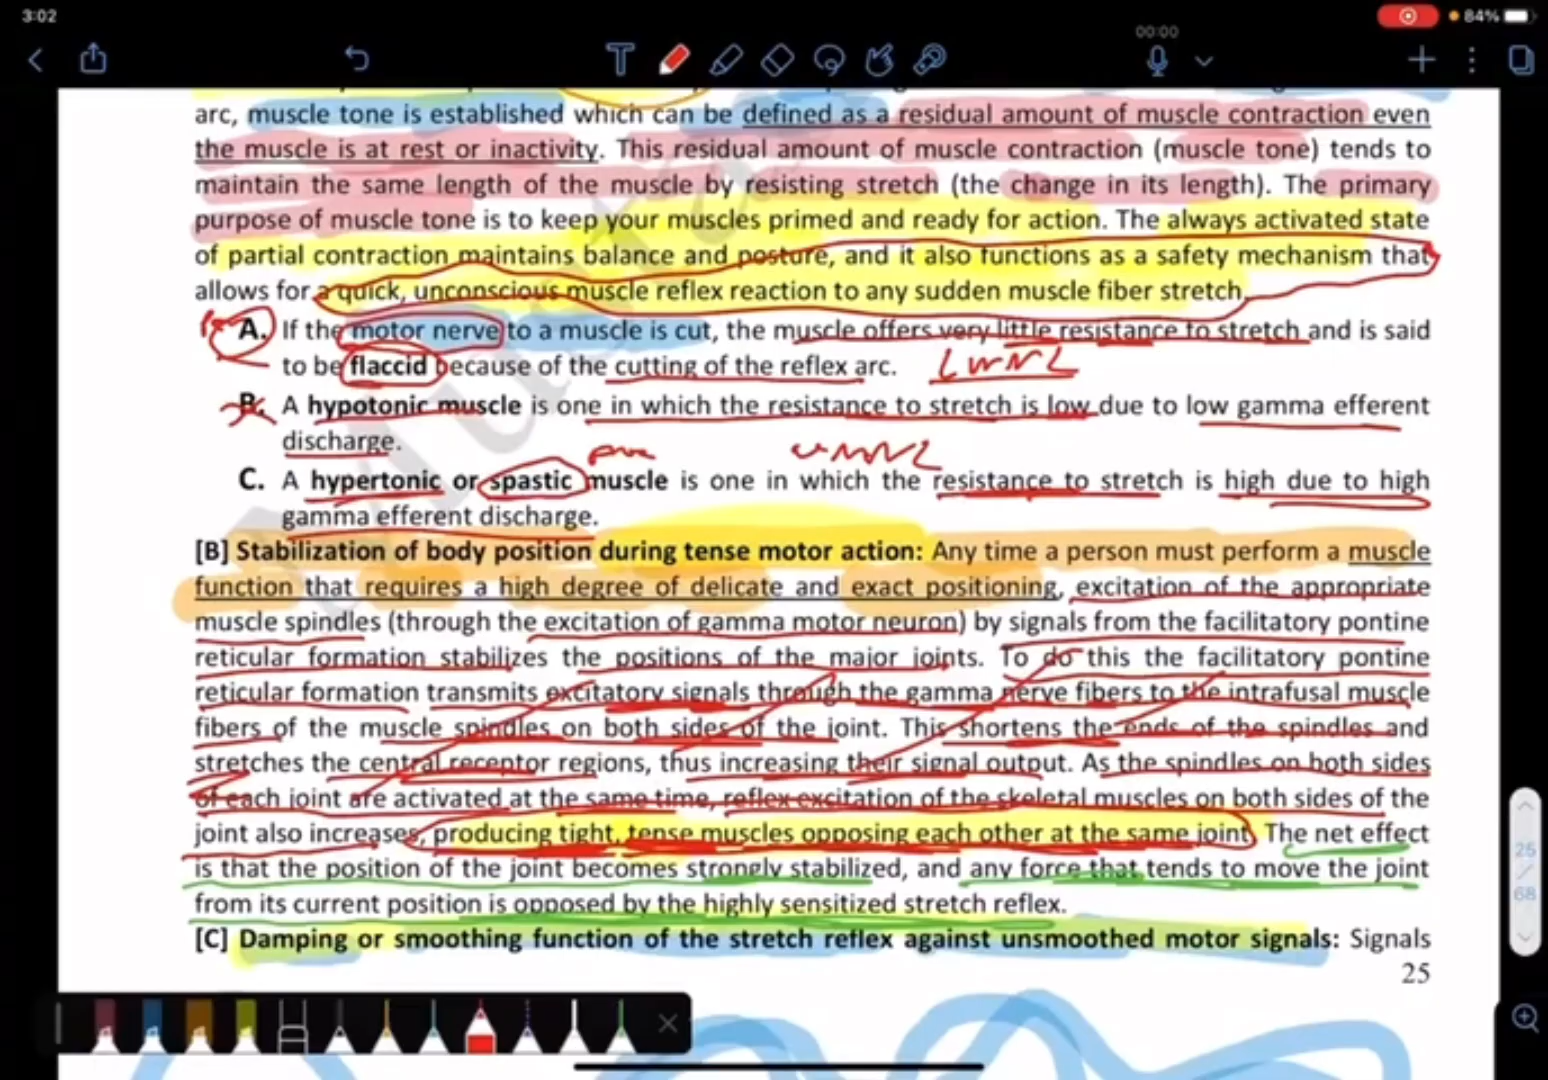 3:02
84%
00:00
arc, muscle tone is established which can be defined as a residual amount of muscle contraction even
the muscle is at rest or inactivity. This residual amount of muscle contraction (muscle tone) tends to
maintain the same length of the muscle by resisting stretch (the change in its length). The primary
purpose of muscle tone is to keep your muscles primed and ready for action. The always activated state
of partial contraction maintains balance and posture, and it also functions as a safety mechanism that
allows for a quick, unconscious muscle reflex reaction to any sudden muscle fiber stretch.
A. If the motor nerve to a muscle is cut, the muscle offers very little resistance to stretch and is said
to be flaccid because of the cutting of the reflex arc. LMNL
B. A hypotonic muscle is one in which the resistance to stretch is low due to low gamma efferent
discharge.
UMNL
C. A hypertonic or spastic muscle is one in which the resistance to stretch is high due to high
gamma efferent discharge.
[B] Stabilization of body position during tense motor action: Any time a person must perform a muscle
function that requires a high degree of delicate and exact positioning, excitation of the appropriate
muscle spindles (through the excitation of gamma motor neuron) by signals from the facilitatory pontine
reticular formation stabilizes the positions of the major joints. To do this the facilitatory pontine
reticular formation transmits excitatory signals through the gamma nerve fibers to the intrafusal muscle
fibers of the muscle spindles on both sides of the joint. This shortens the ends of the spindles and
stretches the central receptor regions, thus increasing their signal output. As the spindles on both sides
of each joint are activated at the same time, reflex excitation of the skeletal muscles on both sides of the
joint also increases, producing tight, tense muscles opposing each other at the same joint. The net effect
is that the position of the joint becomes strongly stabilized, and any force that tends to move the joint
from its current position is opposed by the highly sensitized stretch reflex.
[C] Damping or smoothing function of the stretch reflex against unsmoothed motor signals: Signals
25
25
/
68